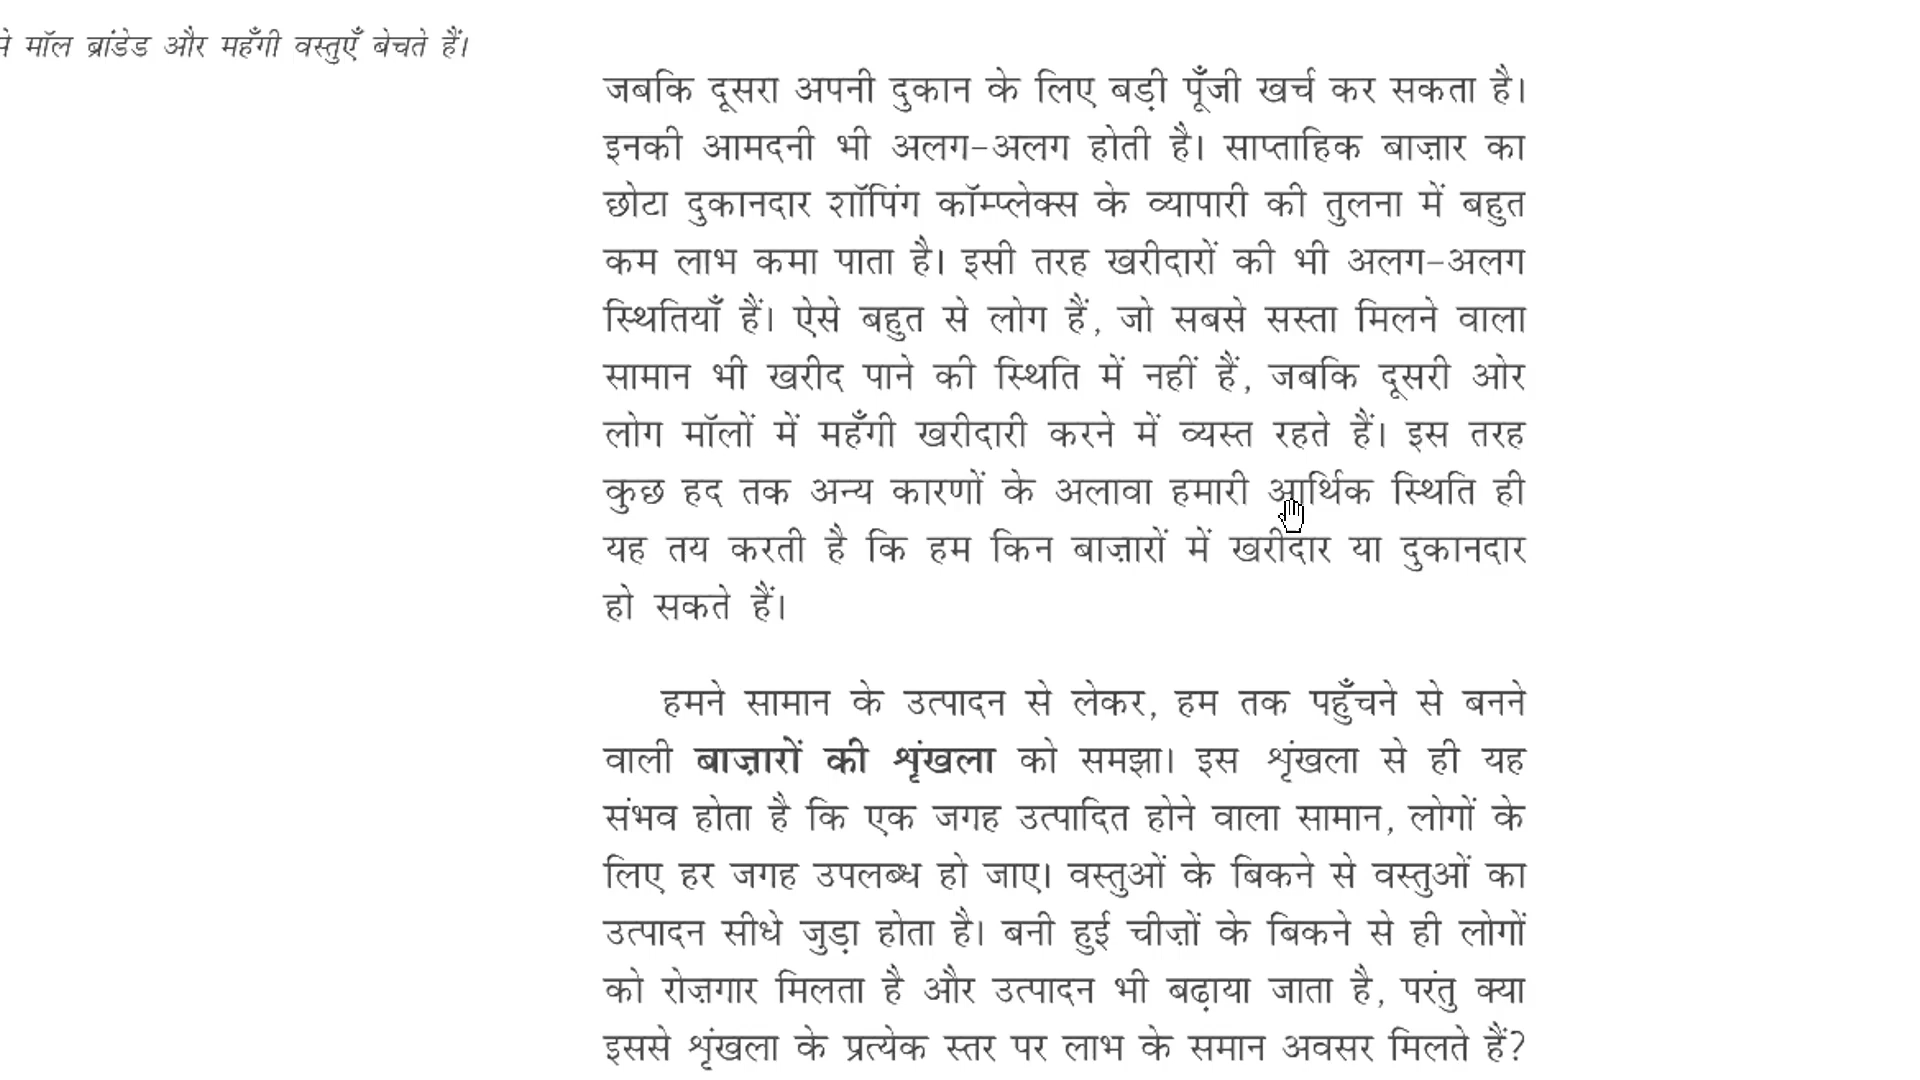 मॉल ब्रांडेड और महँगी वस्तुएँ बेचते हैं।
जबकि दूसरा अपनी दुकान के लिए बड़ी पूँजी खर्च कर सकता है।
इनकी आमदनी भी अलग-अलग होती है। साप्ताहिक बाज़ार का
छोटा दुकानदार शॉपिंग कॉम्प्लेक्स के व्यापारी की तुलना में बहुत
कम लाभ कमा पाता है। इसी तरह खरीदारों की भी अलग-अलग
स्थितियाँ हैं। ऐसे बहुत से लोग हैं, जो सबसे सस्ता मिलने वाला
सामान भी खरीद पाने की स्थिति में नहीं हैं, जबकि दूसरी ओर
लोग मॉलों में महँगी खरीदारी करने में व्यस्त रहते हैं। इस तरह
कुछ हद तक अन्य कारणों के अलावा हमारी आर्थिक स्थिति ही
यह तय करती है कि हम किन बाज़ारों में खरीदार या दुकानदार
हो सकते हैं।
हमने सामान के उत्पादन से लेकर, हम तक पहुँचने से बनने
वाली बाज़ारों की शृंखला को समझा। इस शृंखला से ही यह
संभव होता है कि एक जगह उत्पादित होने वाला सामान, लोगों के
लिए हर जगह उपलब्ध हो जाए। वस्तुओं के बिकने से वस्तुओं का
उत्पादन सीधे जुड़ा होता है। बनी हुई चीज़ों के बिकने से ही लोगों
को रोज़गार मिलता है और उत्पादन भी बढ़ाया जाता है, परंतु क्या
इससे शृंखला के प्रत्येक स्तर पर लाभ के समान अवसर मिलते हैं?